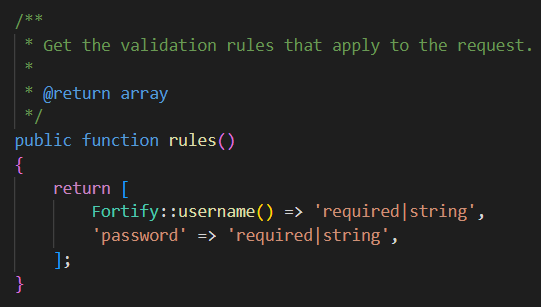 /**
 * Get the validation rules that apply to the request.
 *
 * @return array
 */
public function rules()
{
    return [
        Fortify::username() => 'required|string',
        'password' => 'required|string',
    ];
}